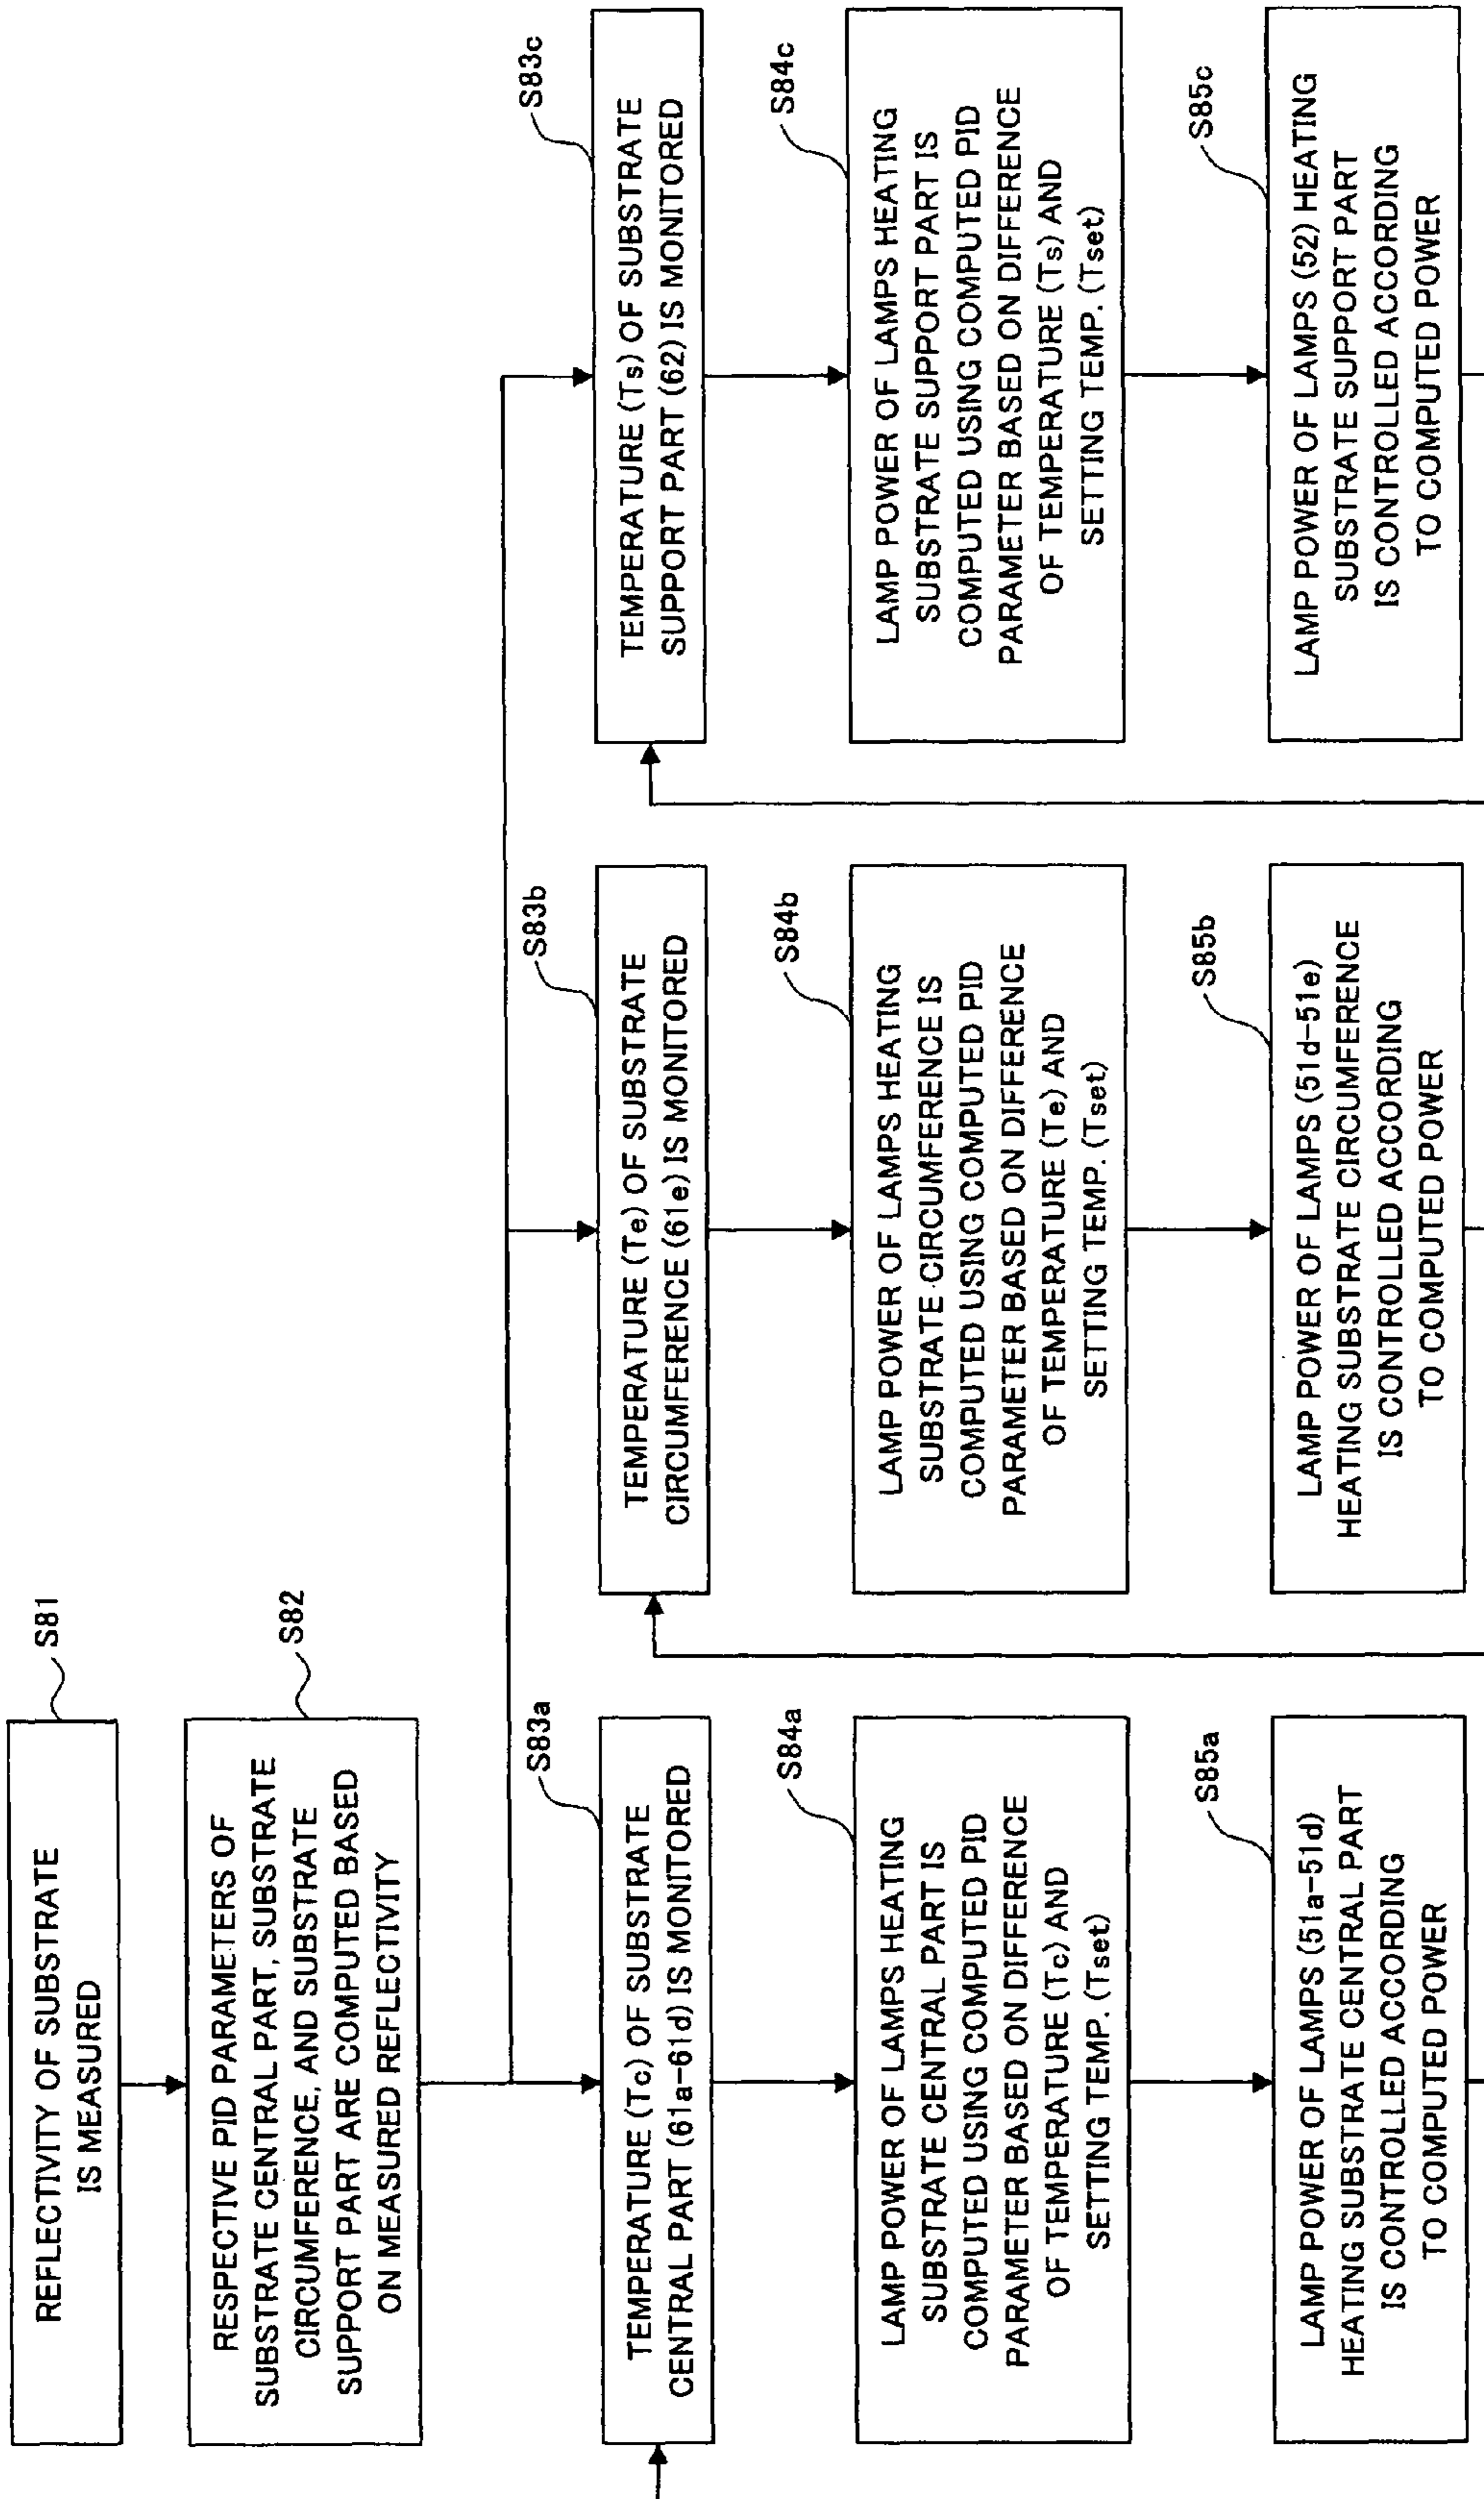 S81
REFLECTIVITY OF SUBSTRATE
IS MEASURED
S82
RESPECTIVE PID PARAMETERS OF
SUBSTRATE CENTRAL PART, SUBSTRATE
CIRCUMFERENCE, AND SUBSTRATE
SUPPORT PART ARE COMPUTED BASED
ON MEASURED REFLECTIVITY
S83a
TEMPERATURE (Tc) OF SUBSTRATE
CENTRAL PART (61a-61d) IS MONITORED
S83b
TEMPERATURE (Te) OF SUBSTRATE
CIRCUMFERENCE (61e) IS MONITORED
S83c
TEMPERATURE (Ts) OF SUBSTRATE
SUPPORT PART (62) IS MONITORED
S84a
LAMP POWER OF LAMPS HEATING
SUBSTRATE CENTRAL PART IS
COMPUTED USING COMPUTED PID
PARAMETER BASED ON DIFFERENCE
OF TEMPERATURE (Tc) AND
SETTING TEMP. (Tset)
S84b
LAMP POWER OF LAMPS HEATING
SUBSTRATE CIRCUMFERENCE IS
COMPUTED USING COMPUTED PID
PARAMETER BASED ON DIFFERENCE
OF TEMPERATURE (Te) AND
SETTING TEMP. (Tset)
S84c
LAMP POWER OF LAMPS HEATING
SUBSTRATE SUPPORT PART IS
COMPUTED USING COMPUTED PID
PARAMETER BASED ON DIFFERENCE
OF TEMPERATURE (Ts) AND
SETTING TEMP. (Tset)
S85a
LAMP POWER OF LAMPS (51a-51d)
HEATING SUBSTRATE CENTRAL PART
IS CONTROLLED ACCORDING
TO COMPUTED POWER
S85b
LAMP POWER OF LAMPS (51d-51e)
HEATING SUBSTRATE CIRCUMFERENCE
IS CONTROLLED ACCORDING
TO COMPUTED POWER
S85c
LAMP POWER OF LAMPS (52) HEATING
SUBSTRATE SUPPORT PART
IS CONTROLLED ACCORDING
TO COMPUTED POWER